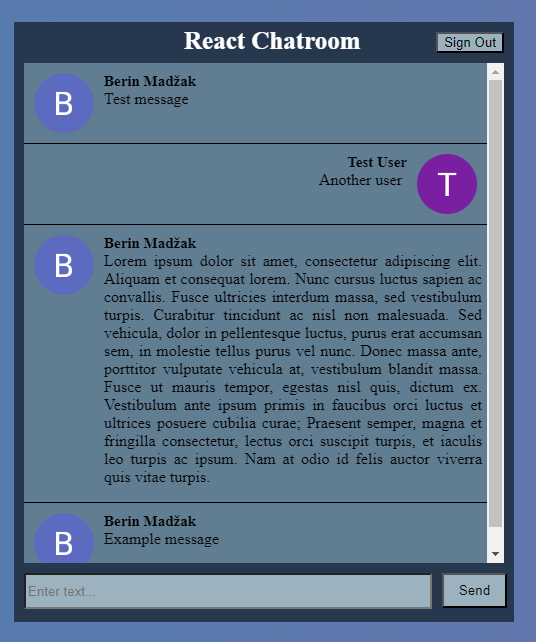 React Chatroom
Sign Out
B
Berin Madžak
Test message
Test User
Another user
T
B
Berin Madžak
Lorem ipsum dolor sit amet, consectetur adipiscing elit.
Aliquam et consequat lorem. Nunc cursus luctus sapien ac
convallis. Fusce ultricies interdum massa, sed vestibulum
turpis. Curabitur tincidunt ac nisl non malesuada. Sed
vehicula, dolor in pellentesque luctus, purus erat accumsan
sem, in molestie tellus purus vel nunc. Donec massa ante,
porttitor vulputate vehicula at, vestibulum blandit massa.
Fusce ut mauris tempor, egestas nisl quis, dictum ex.
Vestibulum ante ipsum primis in faucibus orci luctus et
ultrices posuere cubilia curae; Praesent semper, magna et
fringilla consectetur, lectus orci suscipit turpis, et iaculis
leo turpis ac ipsum. Nam at odio id felis auctor viverra
quis vitae turpis.
B
Berin Madžak
Example message
Enter text...
Send